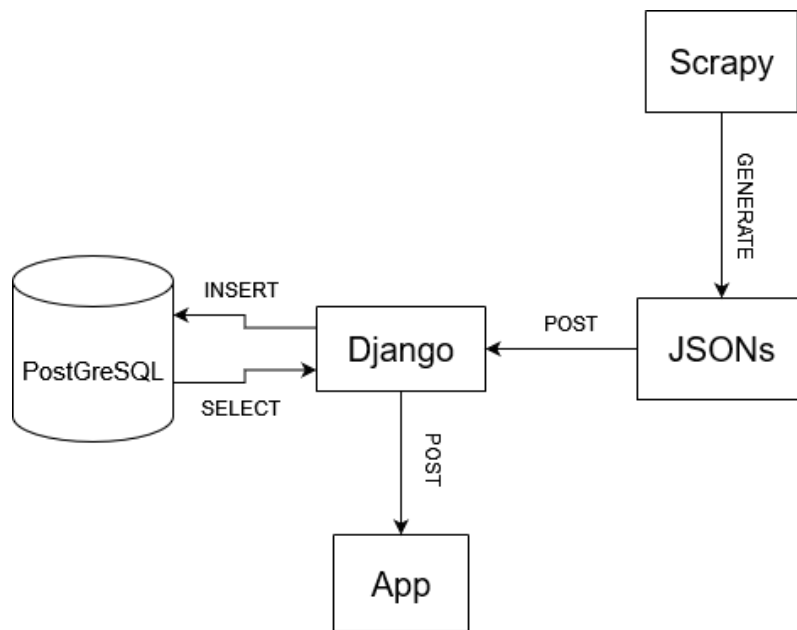 Scrapy
GENERATE
INSERT
POST
Django
JSONs
PostGreSQL
SELECT
POST
App